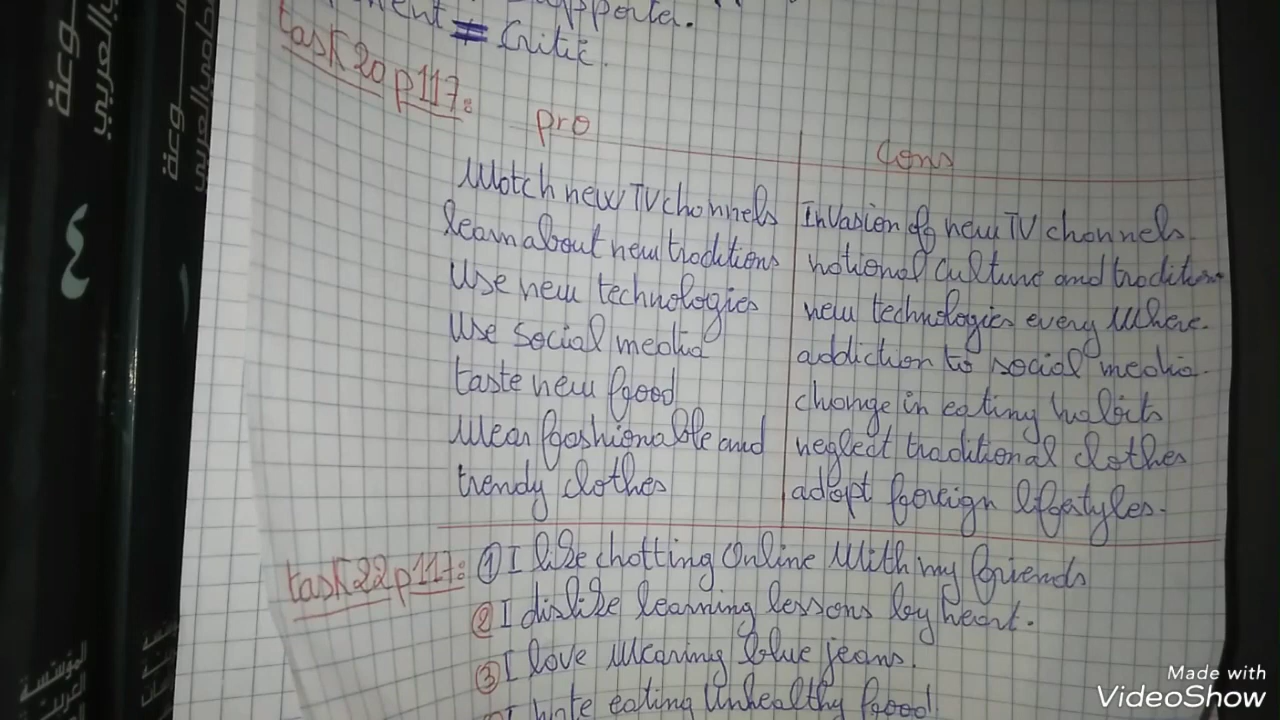 ≠ Critic.
task 20 p117:
pro
Cons
Watch new TV channels
learn about new traditions
Use new technologies
Use social media
taste new food
Wear fashionable and
trendy clothes
Invasion of new TV channels.
national culture and traditions
new technologies every where.
addiction to social media.
change in eating habits
neglect traditional clothes
adopt foreign lifestyles.
task 22 p117: ① I like chatting Online With my friends
② I dislike learning lessons by heart.
③ I love Wearing blue jeans.
I hate eating Unhealthy food
المؤسسة
Made with
VideoShow